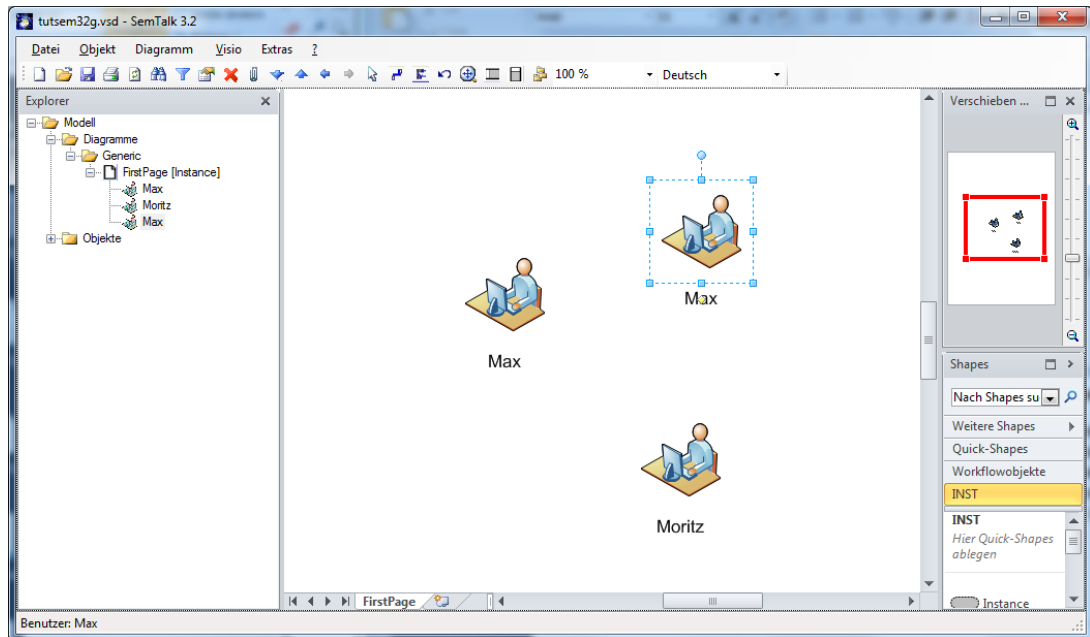 tutsem32g.vsd - SemTalk 3.2
Datei Objekt Diagramm Visio Extras ?
100 % Deutsch
Explorer
Modell
Diagramme
Generic
FirstPage [Instance]
Max
Moritz
Max
Objekte
Max
Max
Moritz
FirstPage
Verschieben ...
Shapes
Nach Shapes su
Weitere Shapes
Quick-Shapes
Workflowobjekte
INST
INST
Hier Quick-Shapes
ablegen
Instance
Benutzer: Max